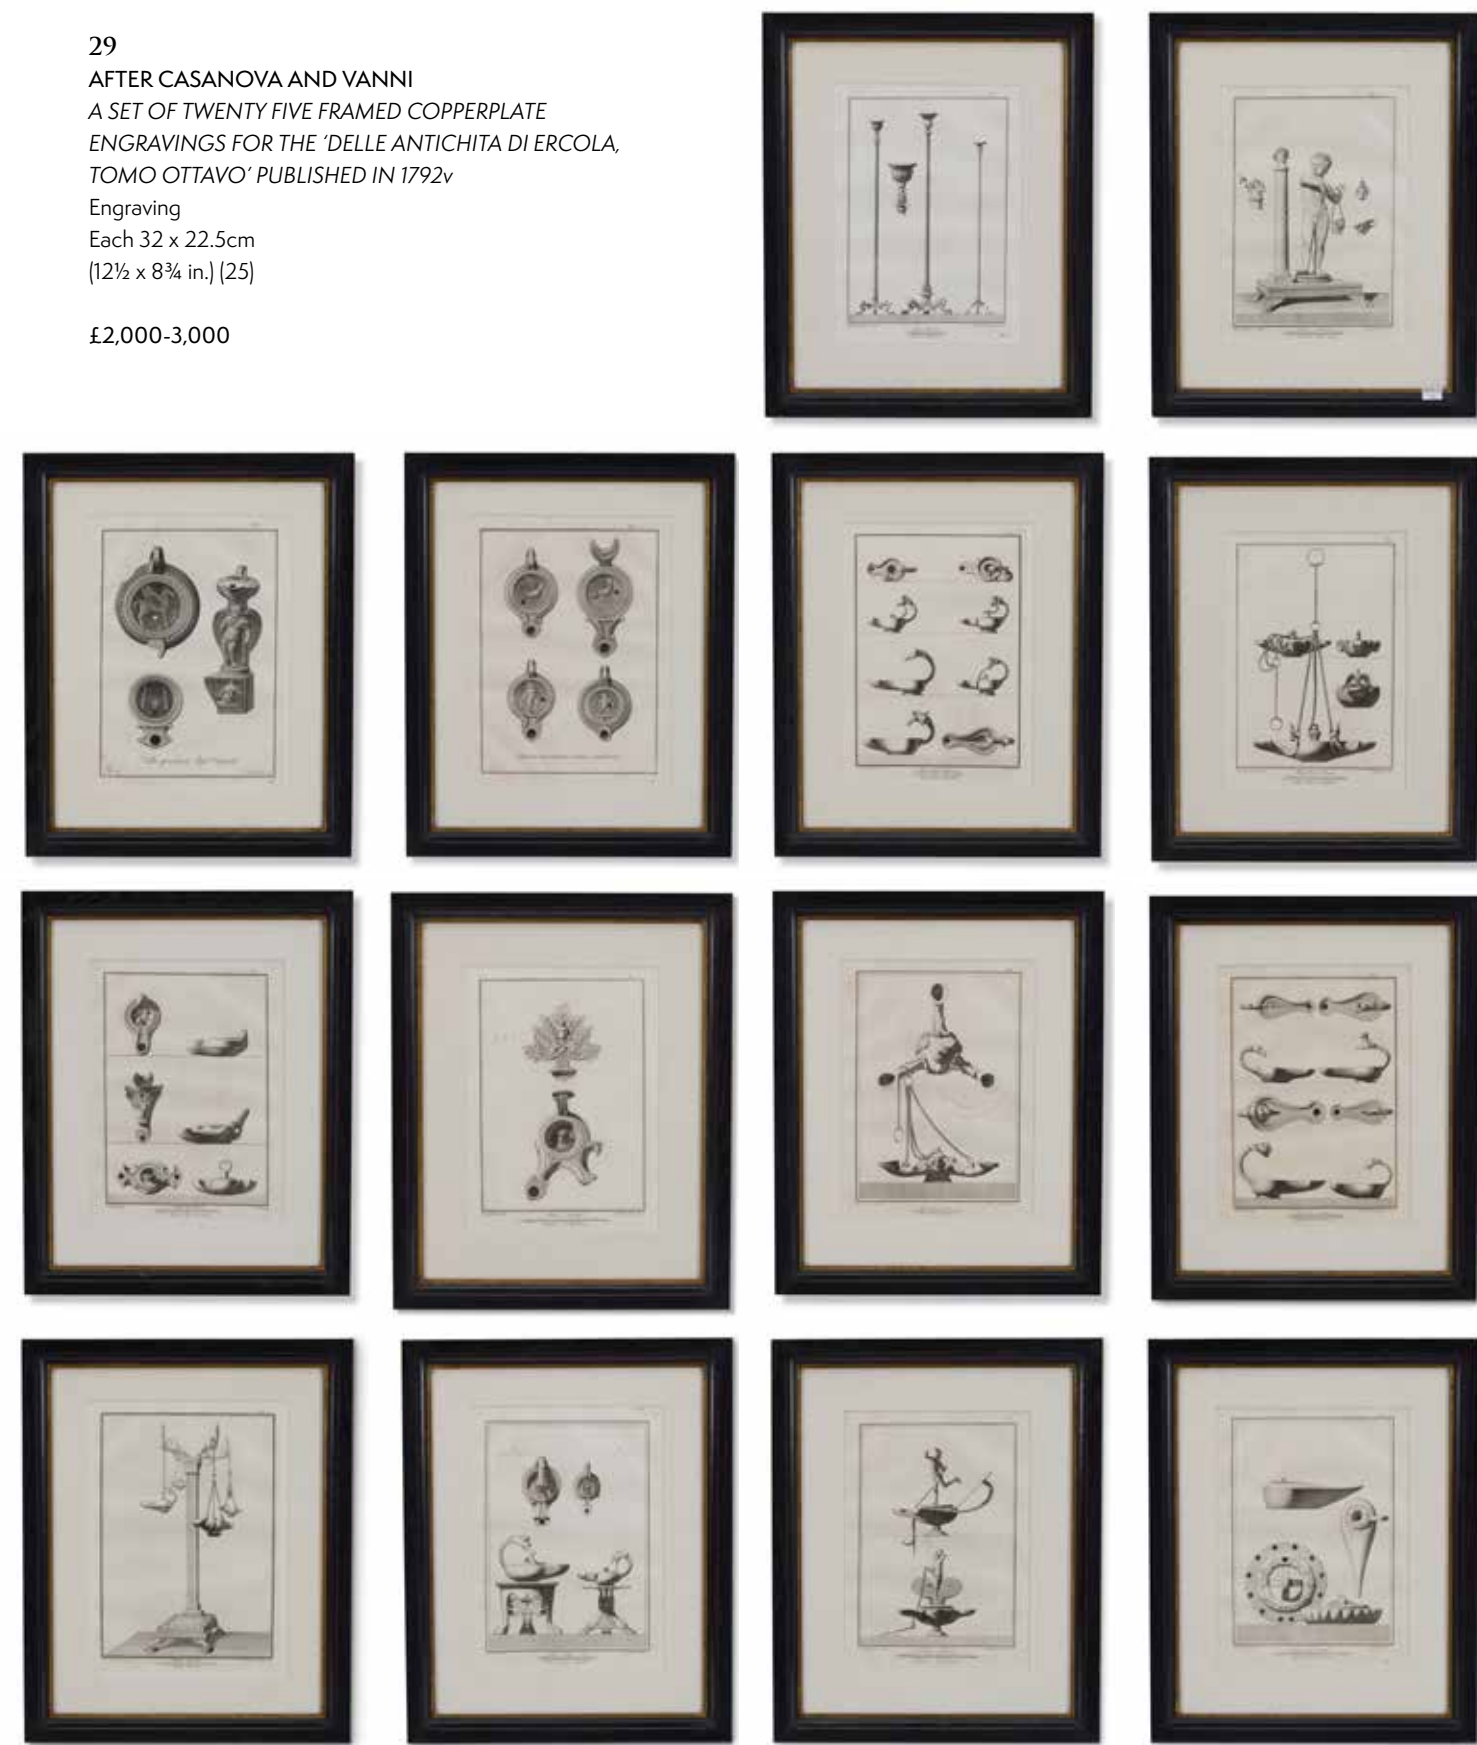 29
AFTER CASANOVA AND VANNI
A SET OF TWENTY FIVE FRAMED COPPERPLATE
ENGRAVINGS FOR THE ‘DELLE ANTICHITA DI ERCOLA,
TOMO OTTAVO’ PUBLISHED IN 1792v
Engraving
Each 32 x 22.5cm
(12½ x 8¾ in.) (25)
£2,000-3,000